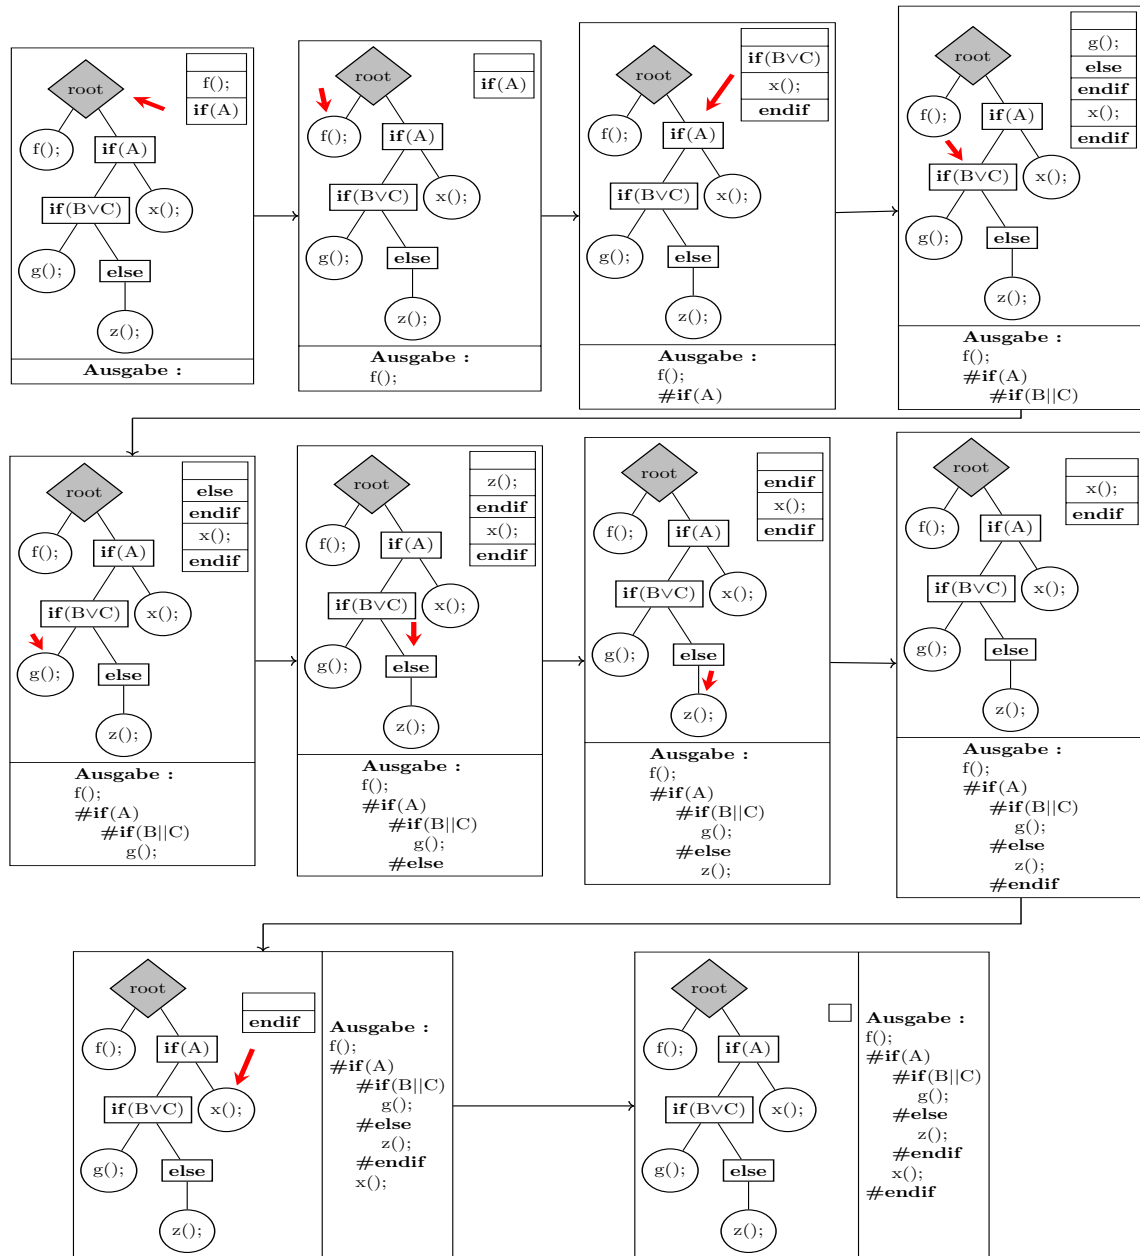 root
f();
if(A)
f();
if(A)
if(B∨C)
x();
g();
else
z();
Ausgabe :
root
if(A)
f();
if(A)
if(B∨C)
x();
g();
else
z();
Ausgabe :
f();
root
if(B∨C)
x();
endif
f();
if(A)
if(B∨C)
x();
g();
else
z();
Ausgabe :
f();
#if(A)
root
g();
else
endif
x();
endif
f();
if(A)
if(B∨C)
x();
g();
else
z();
Ausgabe :
f();
#if(A)
#if(B||C)
root
else
endif
x();
endif
f();
if(A)
if(B∨C)
x();
g();
else
z();
Ausgabe :
f();
#if(A)
#if(B||C)
g();
root
z();
endif
x();
endif
f();
if(A)
if(B∨C)
x();
g();
else
z();
Ausgabe :
f();
#if(A)
#if(B||C)
g();
#else
root
endif
x();
endif
f();
if(A)
if(B∨C)
x();
g();
else
z();
Ausgabe :
f();
#if(A)
#if(B||C)
g();
#else
z();
root
x();
endif
f();
if(A)
if(B∨C)
x();
g();
else
z();
Ausgabe :
f();
#if(A)
#if(B||C)
g();
#else
z();
#endif
root
endif
f();
if(A)
if(B∨C)
x();
g();
else
z();
Ausgabe :
f();
#if(A)
#if(B||C)
g();
#else
z();
#endif
x();
root
f();
if(A)
if(B∨C)
x();
g();
else
z();
Ausgabe :
f();
#if(A)
#if(B||C)
g();
#else
z();
#endif
x();
#endif